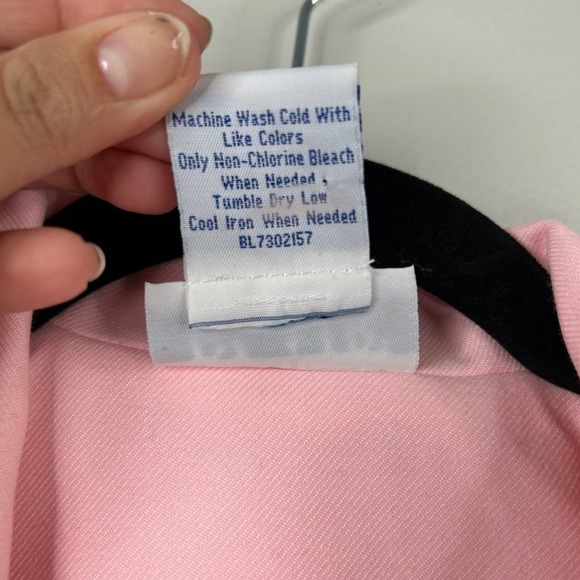 Machine Wash Cold With
Like Colors
Only Non-Chlorine Bleach
When Needed
Tumble Dry Low
Cool Iron When Needed
BL7302157